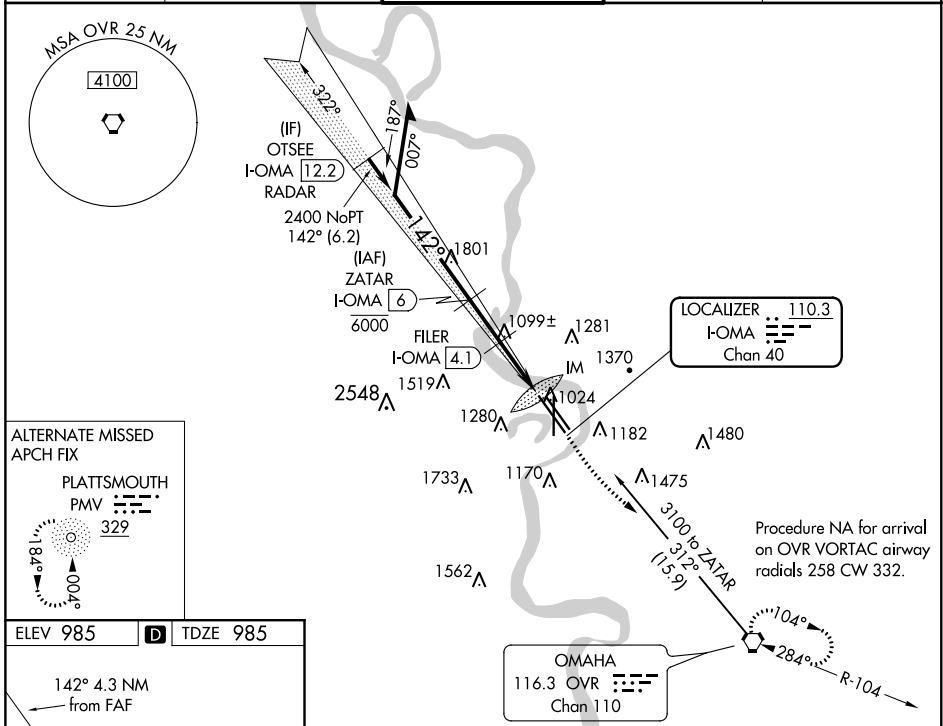 MSA OVR 25 NM
4100
322°
187°
007°
(IF)
OTSEE
I-OMA 12.2
RADAR
2400 NoPT
142° (6.2)
142°
1801
(IAF)
ZATAR
I-OMA 6
6000
FILER
I-OMA 4.1
1099±
1281
IM
1370
LOCALIZER 110.3
I-OMA
Chan 40
2548
1519
1024
1280
1182
1480
1733
1170
1475
1562
ALTERNATE MISSED
APCH FIX
PLATTSMOUTH
PMV
329
184°
004°
3100 to ZATAR
312°
(15.9)
Procedure NA for arrival
on OVR VORTAC airway
radials 258 CW 332.
104°
284°
R-104
OMAHA
116.3 OVR
Chan 110
ELEV 985 D TDZE 985
142° 4.3 NM
from FAF